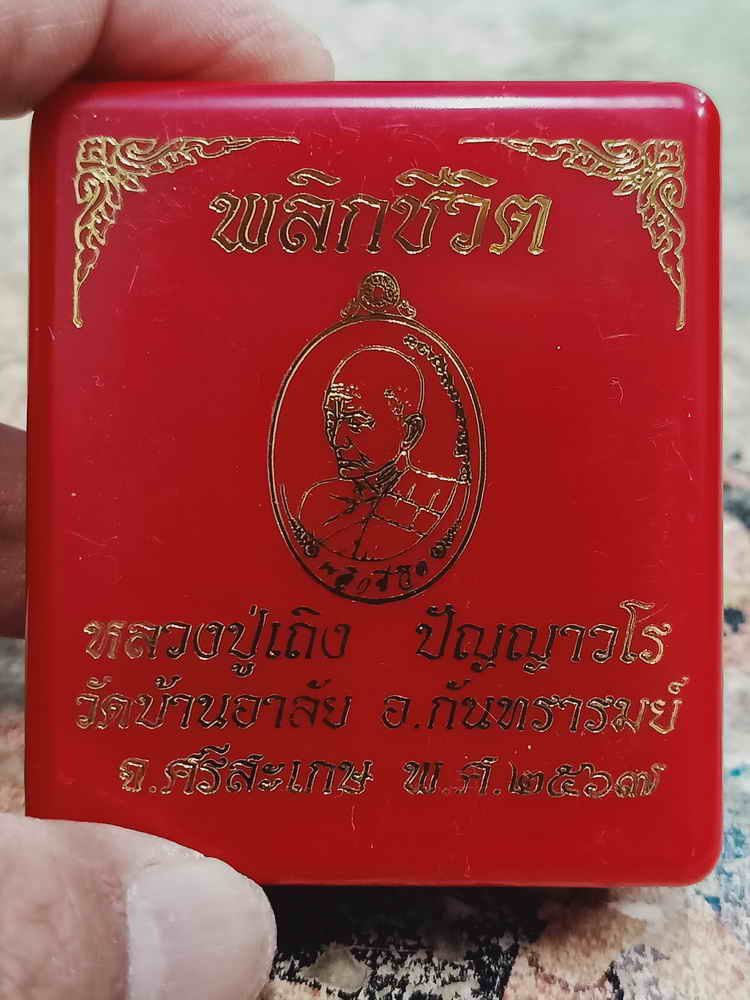 พลิกชีวิต
หลวงปู่เถิง ปัญญาวโร
วัดบ้านอาลัย อ.กันทรารมย์
จ.ศรีสะเกษ พ.ศ.๒๕๖๗